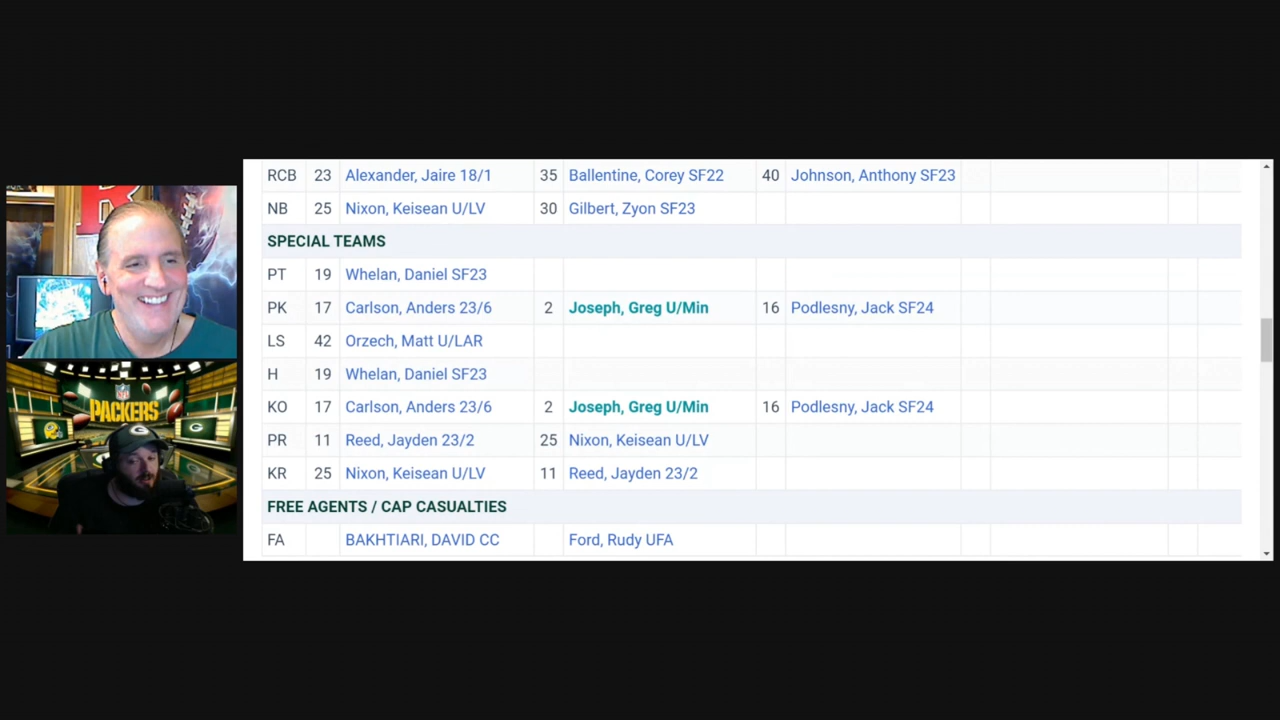 RCB 23 Alexander, Jaire 18/1 35 Ballentine, Corey SF22 40 Johnson, Anthony SF23
NB 25 Nixon, Keisean U/LV 30 Gilbert, Zyon SF23
SPECIAL TEAMS
PT 19 Whelan, Daniel SF23
PK 17 Carlson, Anders 23/6 2 Joseph, Greg U/Min 16 Podlesny, Jack SF24
LS 42 Orzech, Matt U/LAR
H 19 Whelan, Daniel SF23
KO 17 Carlson, Anders 23/6 2 Joseph, Greg U/Min 16 Podlesny, Jack SF24
PR 11 Reed, Jayden 23/2 25 Nixon, Keisean U/LV
KR 25 Nixon, Keisean U/LV 11 Reed, Jayden 23/2
FREE AGENTS / CAP CASUALTIES
FA BAKHTIARI, DAVID CC Ford, Rudy UFA
R
NFL
PACKERS
G
G
G